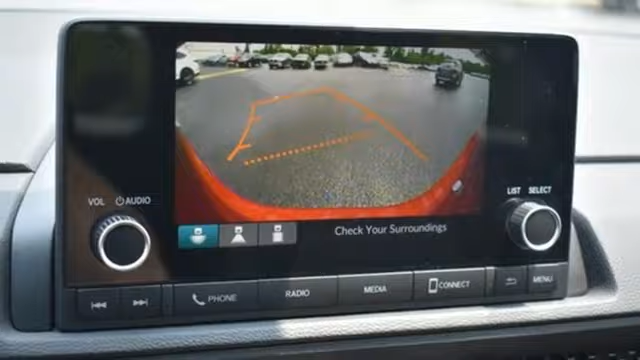 VOL AUDIO
LIST SELECT
Check Your Surroundings
PHONE RADIO MEDIA CONNECT MENU